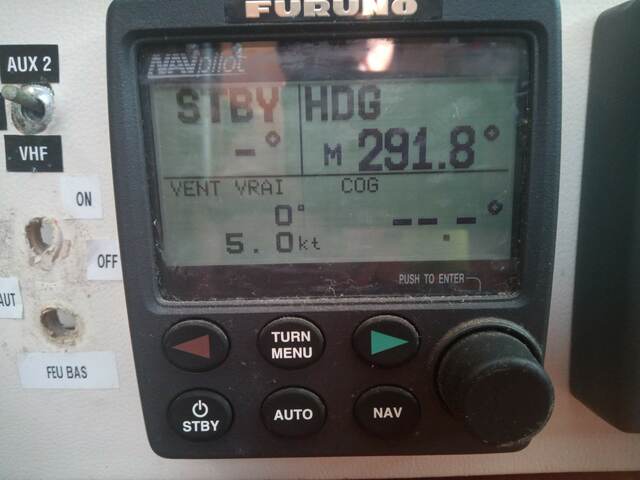 FURUNO
NAVpilot
AUX 2
STBY HDG
-° M 291.8°
VHF
VENT VRAI COG
ON
0° ---°
5.0kt
OFF
PUSH TO ENTER
AUT
TURN
MENU
FEU BAS
STBY
AUTO
NAV